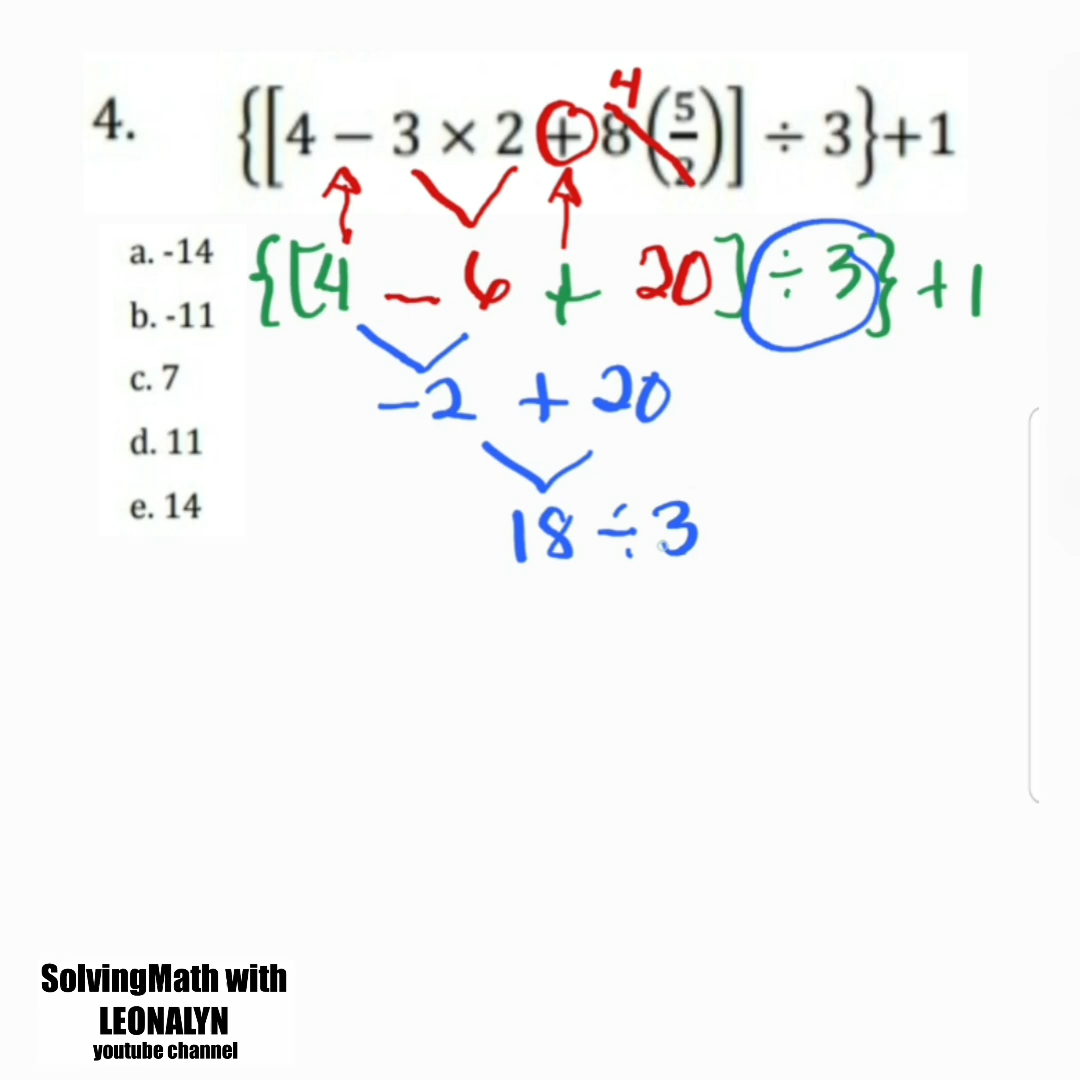 4. {[4 − 3 × 2 + 8(5/2)] ÷ 3}+1
4
a. -14
{[4 − 6 + 20] ÷ 3} + 1
b. -11
c. 7
−2 + 20
d. 11
e. 14
18 ÷ 3
SolvingMath with
LEONALYN
youtube channel